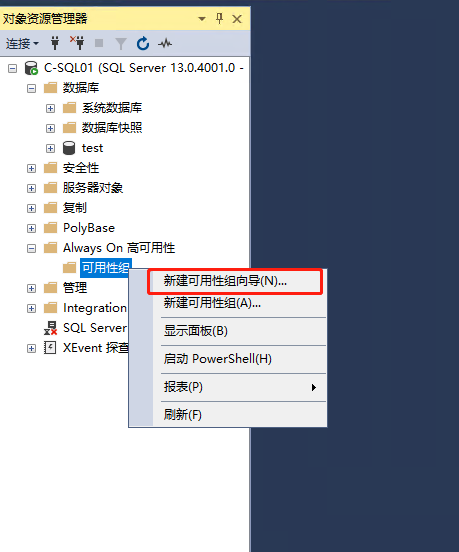 对象资源管理器
连接
C-SQL01 (SQL Server 13.0.4001.0 -
数据库
系统数据库
数据库快照
test
安全性
服务器对象
复制
PolyBase
Always On 高可用性
可用性组
管理
Integration
SQL Server
XEvent 探查
新建可用性组向导(N)...
新建可用性组(A)...
显示面板(B)
启动 PowerShell(H)
报表(P)
刷新(F)